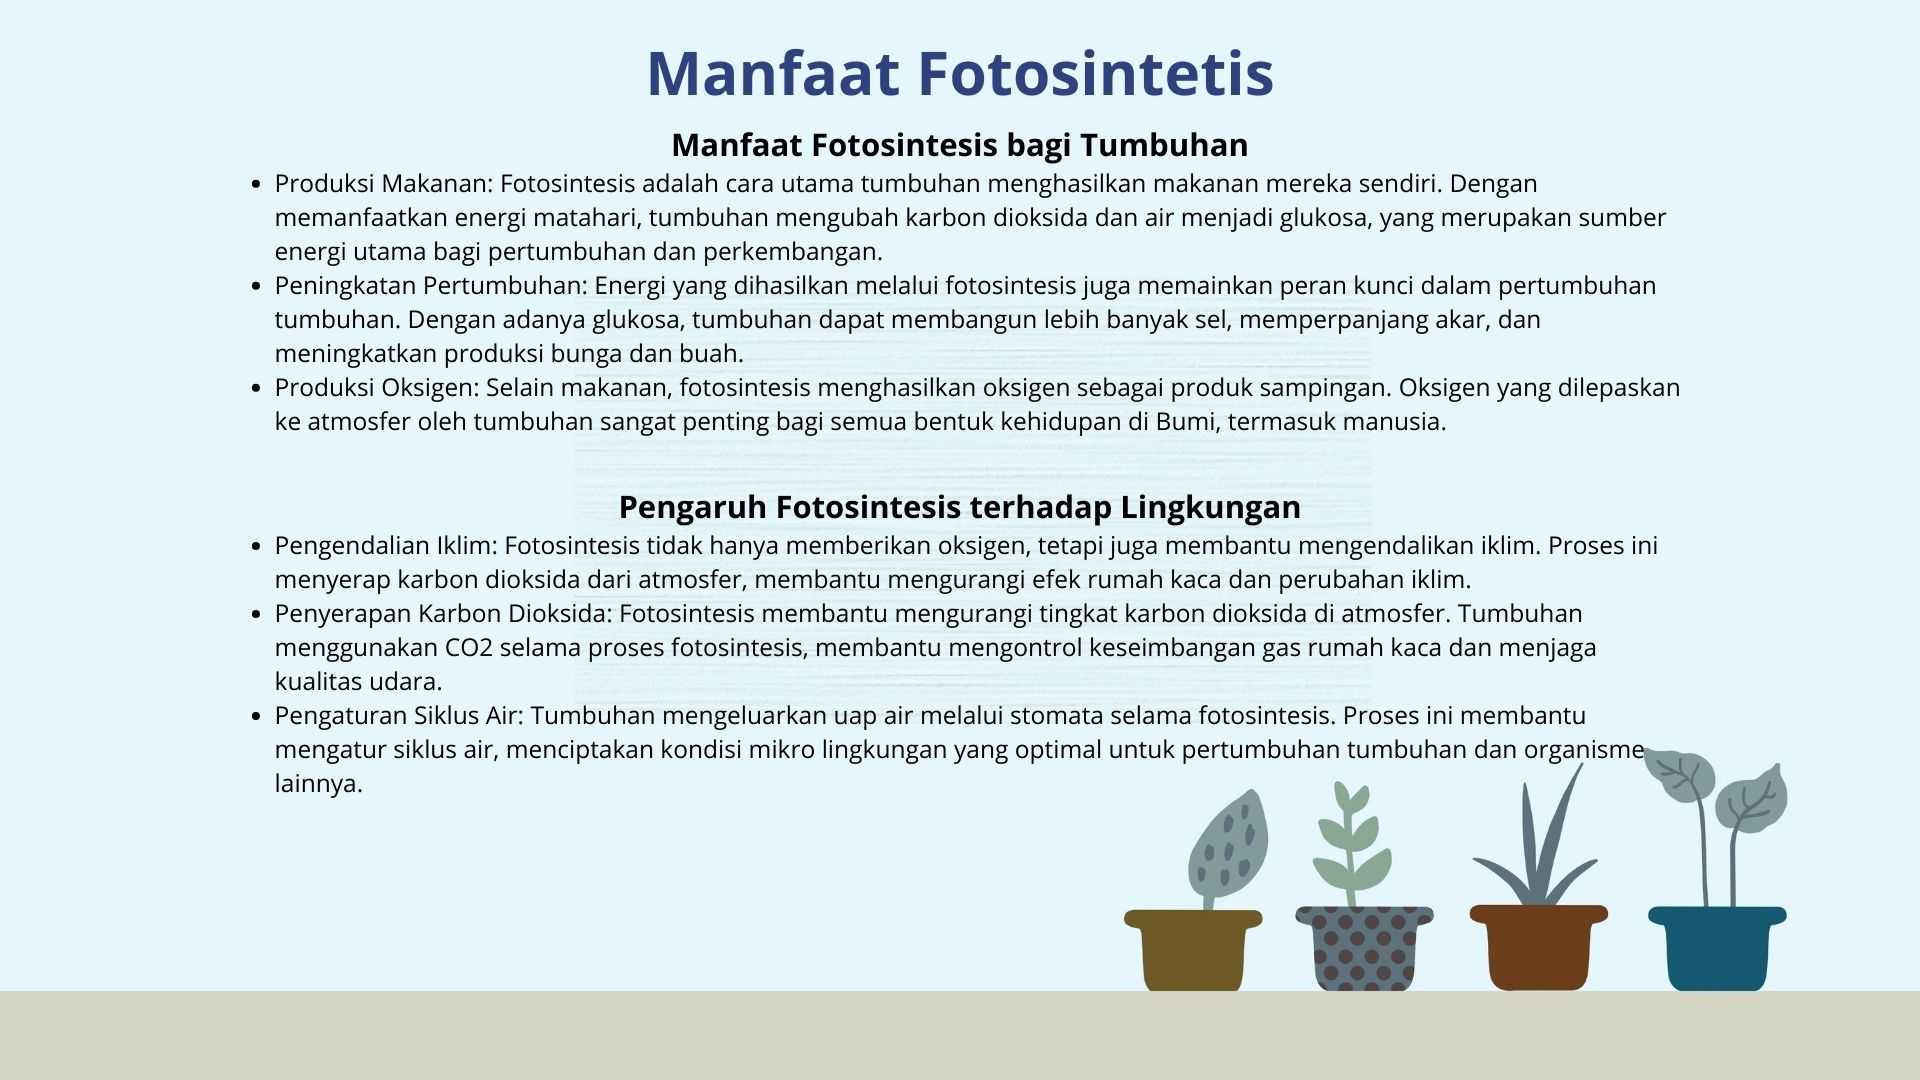 Manfaat Fotosintetis
Manfaat Fotosintesis bagi Tumbuhan
• Produksi Makanan: Fotosintesis adalah cara utama tumbuhan menghasilkan makanan mereka sendiri. Dengan
memanfaatkan energi matahari, tumbuhan mengubah karbon dioksida dan air menjadi glukosa, yang merupakan sumber
energi utama bagi pertumbuhan dan perkembangan.
• Peningkatan Pertumbuhan: Energi yang dihasilkan melalui fotosintesis juga memainkan peran kunci dalam pertumbuhan
tumbuhan. Dengan adanya glukosa, tumbuhan dapat membangun lebih banyak sel, memperpanjang akar, dan
meningkatkan produksi bunga dan buah.
• Produksi Oksigen: Selain makanan, fotosintesis menghasilkan oksigen sebagai produk sampingan. Oksigen yang dilepaskan
ke atmosfer oleh tumbuhan sangat penting bagi semua bentuk kehidupan di Bumi, termasuk manusia.
Pengaruh Fotosintesis terhadap Lingkungan
• Pengendalian Iklim: Fotosintesis tidak hanya memberikan oksigen, tetapi juga membantu mengendalikan iklim. Proses ini
menyerap karbon dioksida dari atmosfer, membantu mengurangi efek rumah kaca dan perubahan iklim.
• Penyerapan Karbon Dioksida: Fotosintesis membantu mengurangi tingkat karbon dioksida di atmosfer. Tumbuhan
menggunakan CO2 selama proses fotosintesis, membantu mengontrol keseimbangan gas rumah kaca dan menjaga
kualitas udara.
• Pengaturan Siklus Air: Tumbuhan mengeluarkan uap air melalui stomata selama fotosintesis. Proses ini membantu
mengatur siklus air, menciptakan kondisi mikro lingkungan yang optimal untuk pertumbuhan tumbuhan dan organisme
lainnya.